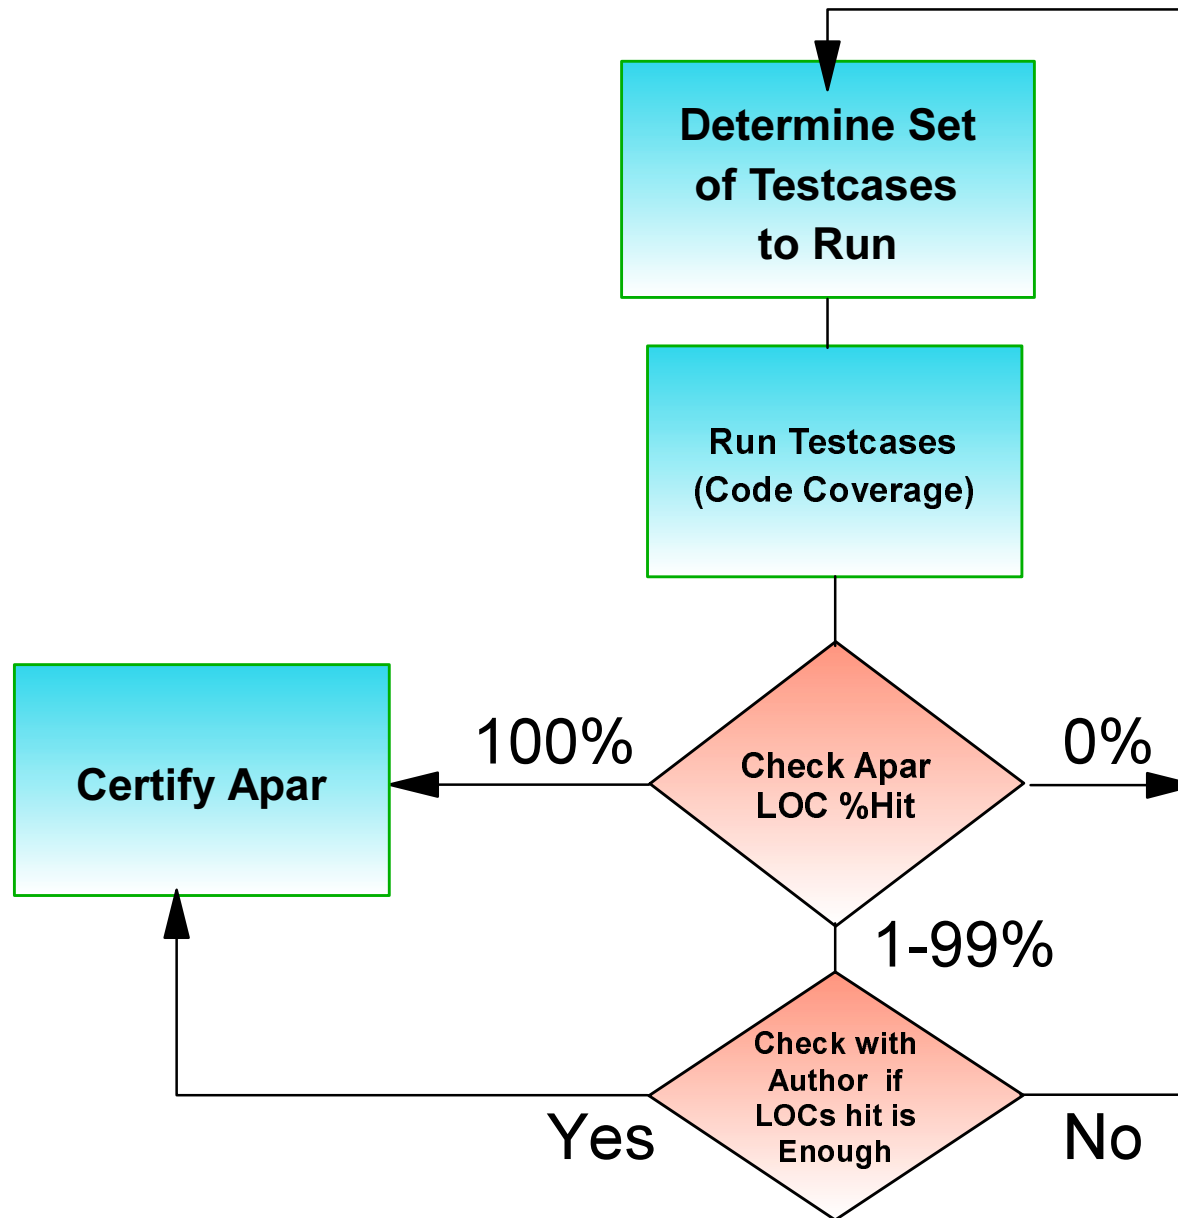 Determine Set
of Testcases
to Run
Run Testcases
(Code Coverage)
100%
0%
Certify Apar
Check Apar
LOC %Hit
1-99%
Check with
Author if
LOCs hit is
Enough
Yes
No